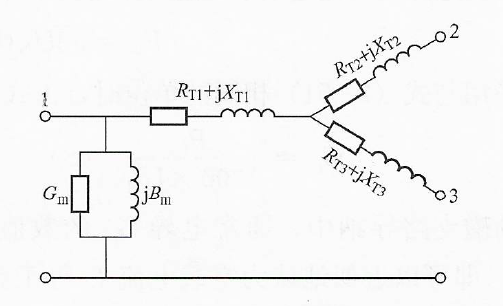 2
R_T2+jX_T2
1
R_T1+jX_T1
R_T3+jX_T3
G_m
jB_m
3